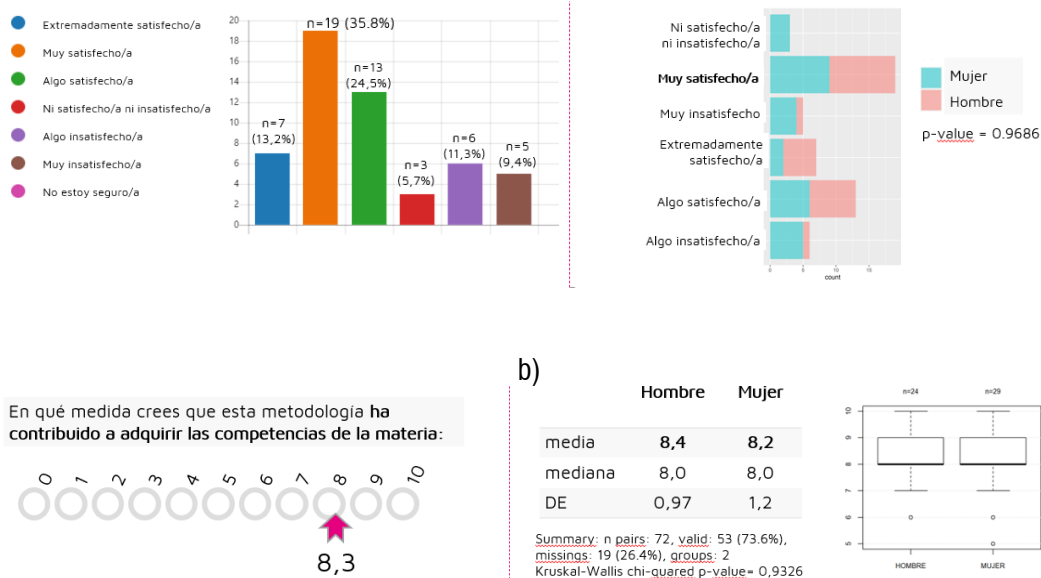 Extremadamente satisfecho/a
Muy satisfecho/a
Algo satisfecho/a
Ni satisfecho/a ni insatisfecho/a
Algo insatisfecho/a
Muy insatisfecho/a
No estoy seguro/a
20
18
16
14
12
10
8
6
4
2
0
n=7
(13,2%)
n=19 (35.8%)
n=13
(24,5%)
n=3
(5,7%)
n=6
(11,3%)
n=5
(9,4%)
Ni satisfecho/a
ni insatisfecho/a
Muy satisfecho/a
Muy insatisfecho
Extremadamente
satisfecho/a
Algo satisfecho/a
Algo insatisfecho/a
0 5 10 15
count
Mujer
Hombre
p-value = 0.9686
En qué medida crees que esta metodología ha
contribuido a adquirir las competencias de la materia:
0 1 2 3 4 5 6 7 8 9 10
8,3
b)
Hombre Mujer
media 8,4 8,2
mediana 8,0 8,0
DE 0,97 1,2
Summary: n pairs: 72, valid: 53 (73.6%),
missings: 19 (26.4%), groups: 2
Kruskal-Wallis chi-quared p-value= 0,9326
n=24 n=29
10
9
8
7
6
5
HOMBRE MUJER